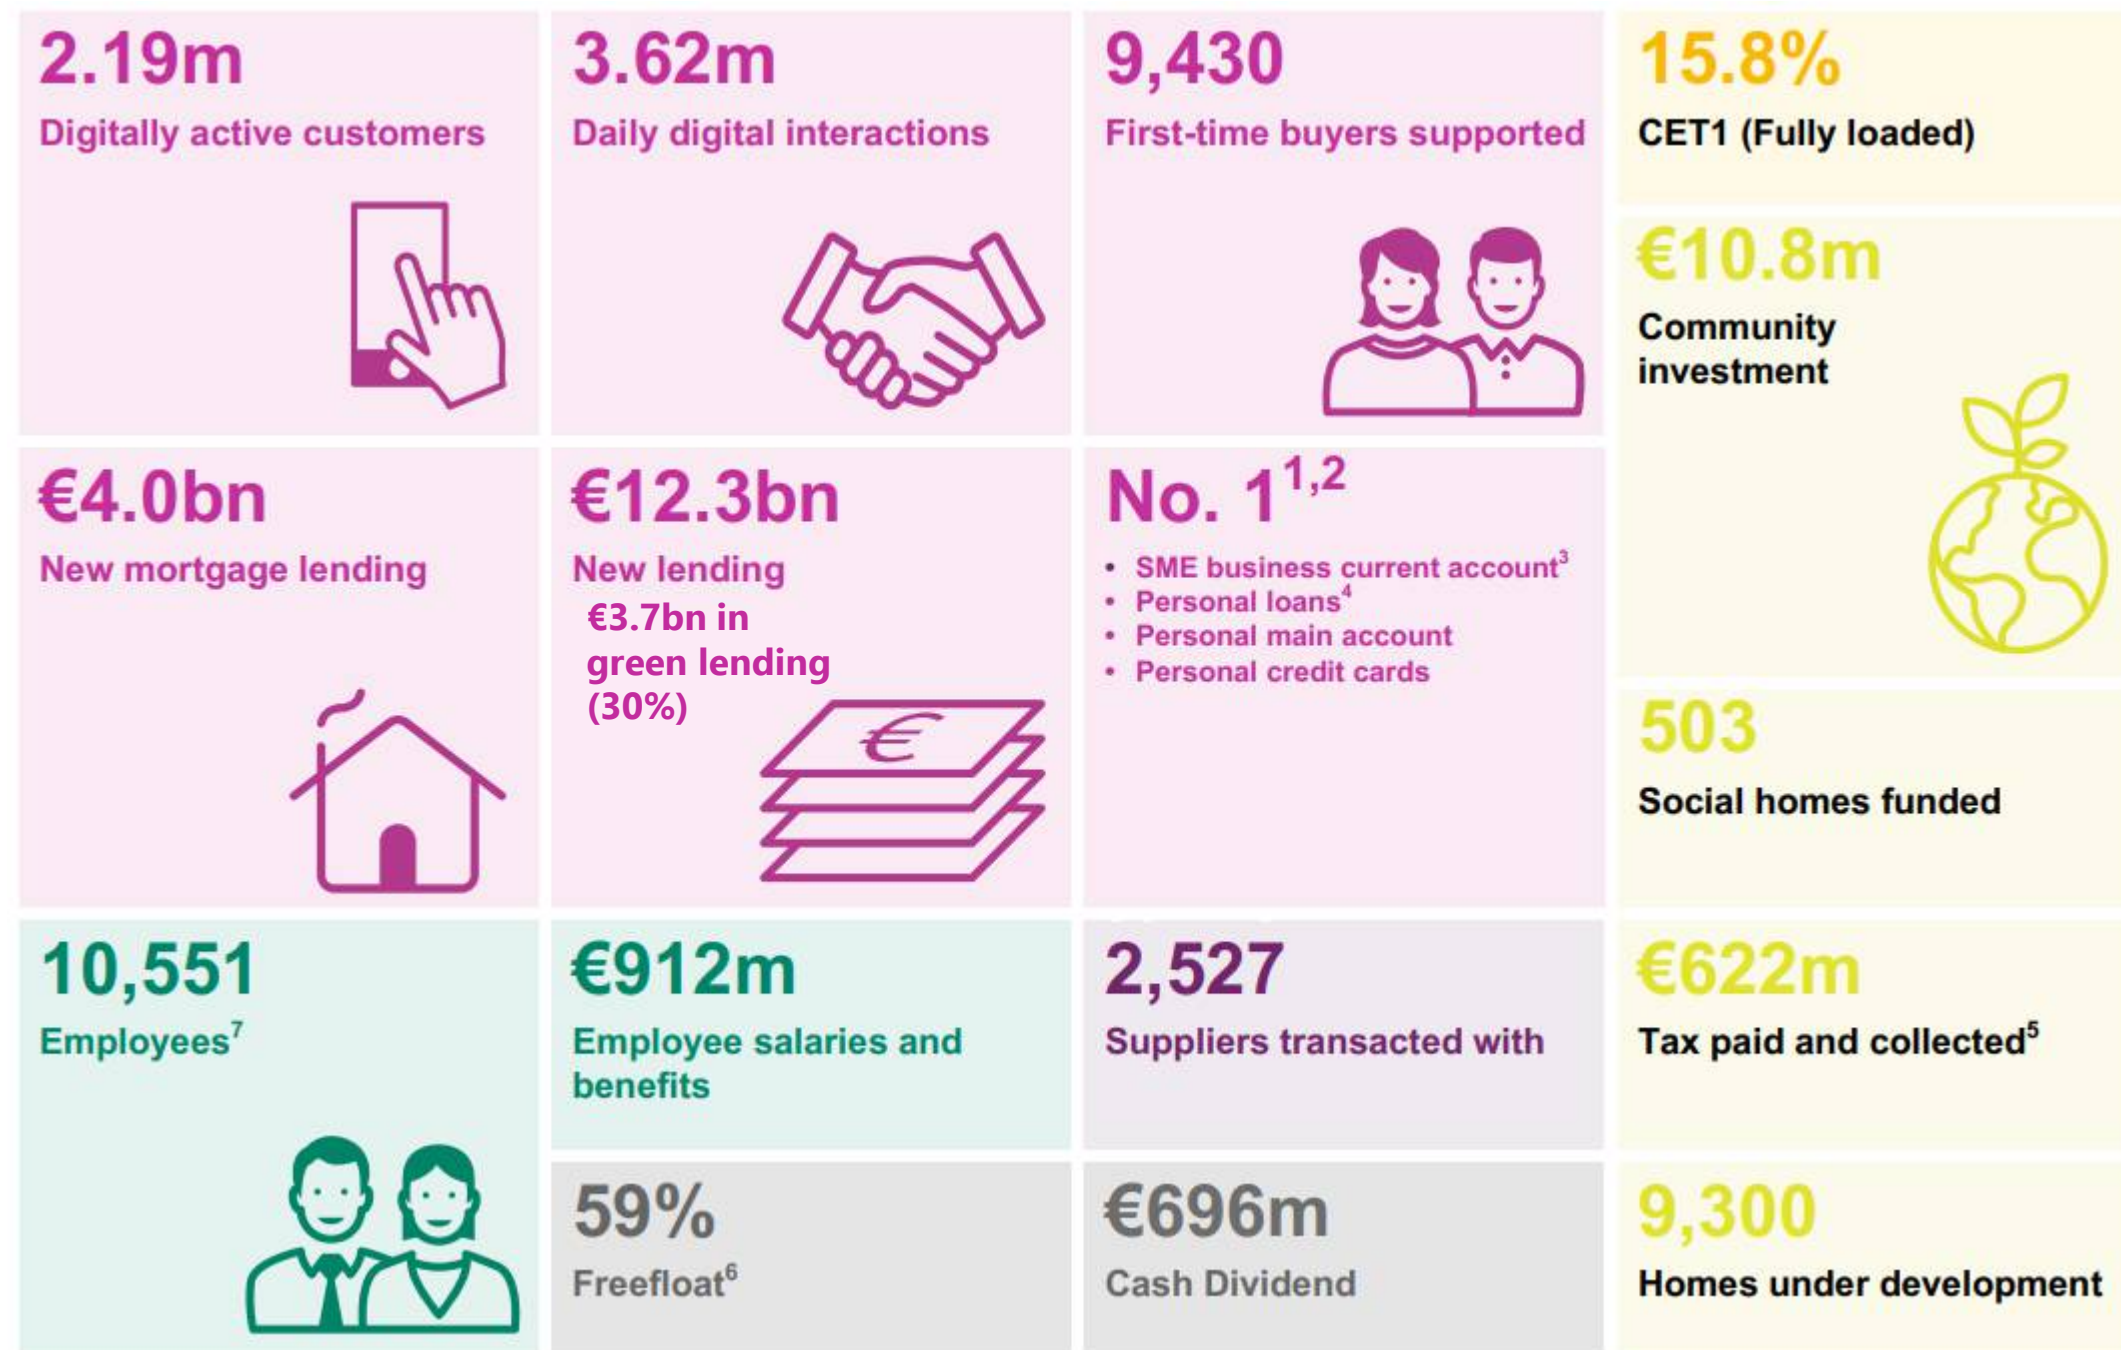 2.19m
Digitally active customers
3.62m
Daily digital interactions
9,430
First-time buyers supported
15.8%
CET1 (Fully loaded)
€10.8m
Community
investment
€4.0bn
New mortgage lending
€12.3bn
New lending
€3.7bn in
green lending
(30%)
€
No. 1¹,²
• SME business current account³
• Personal loans⁴
• Personal main account
• Personal credit cards
503
Social homes funded
10,551
Employees⁷
€912m
Employee salaries and
benefits
2,527
Suppliers transacted with
€622m
Tax paid and collected⁵
59%
Freefloat⁶
€696m
Cash Dividend
9,300
Homes under development